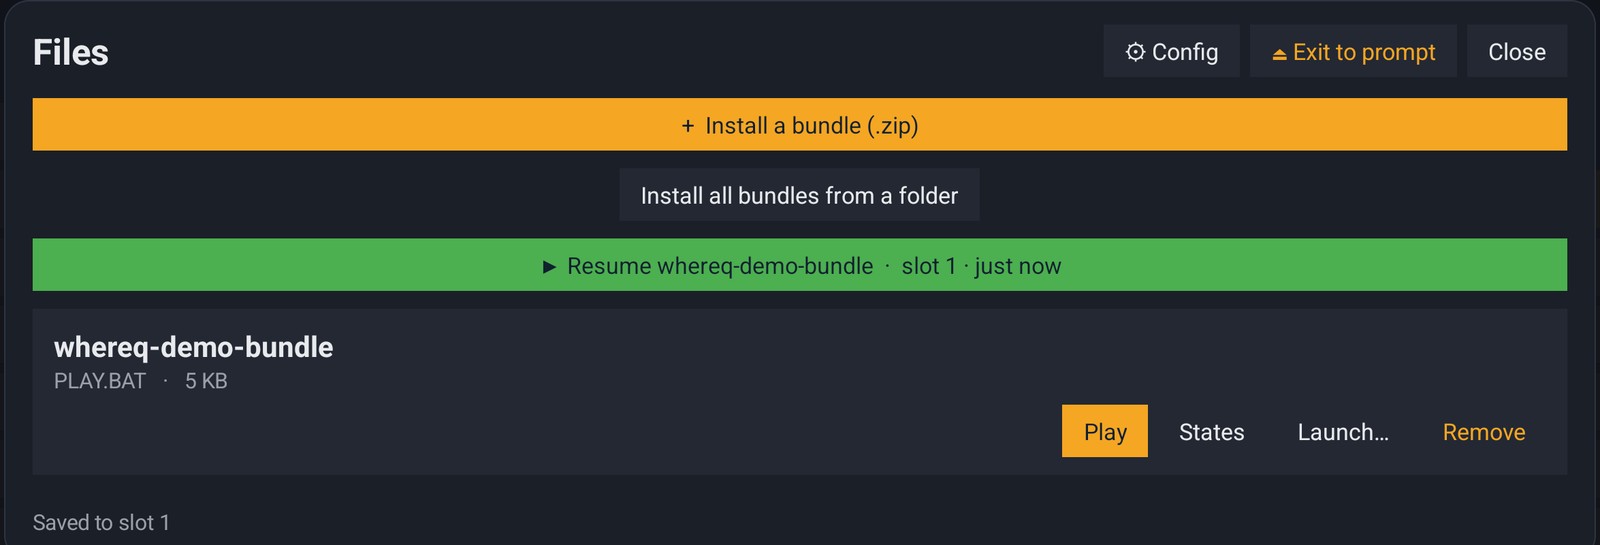 Files
⚙ Config
⏏ Exit to prompt
Close
+ Install a bundle (.zip)
Install all bundles from a folder
► Resume whereq-demo-bundle · slot 1 · just now
whereq-demo-bundle
PLAY.BAT · 5 KB
Play
States
Launch…
Remove
Saved to slot 1